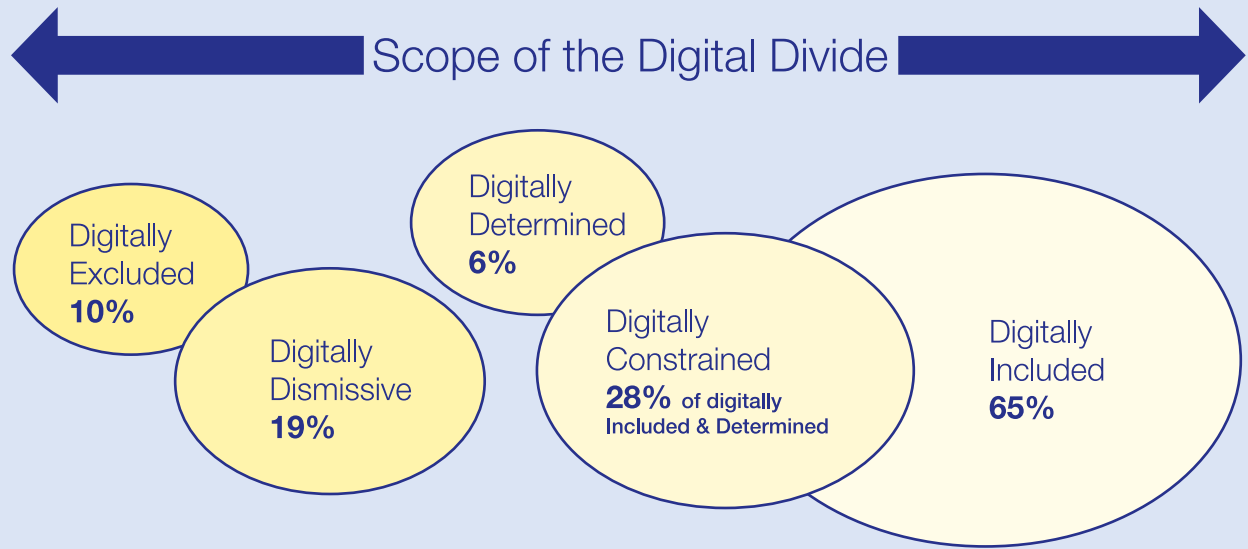 Scope of the Digital Divide
Digitally
Excluded
10%
Digitally
Dismissive
19%
Digitally
Determined
6%
Digitally
Constrained
28% of digitally
Included & Determined
Digitally
Included
65%